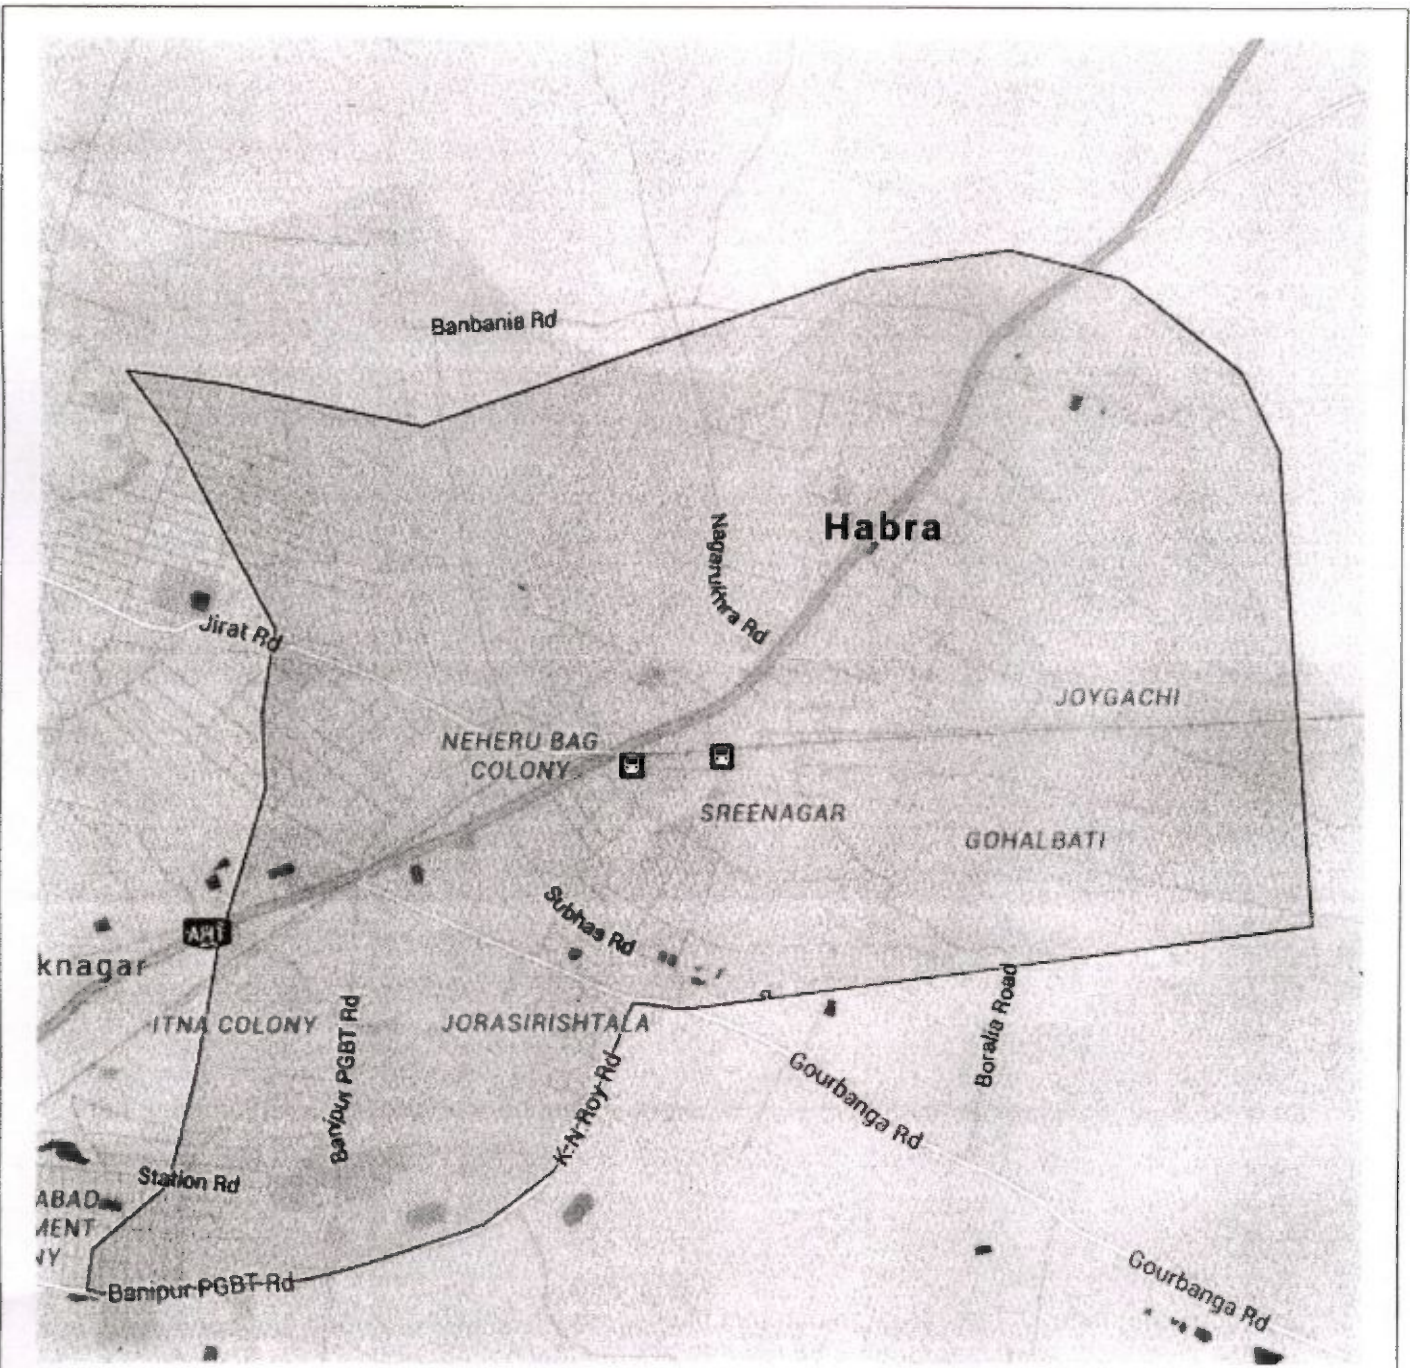 Banbania Rd
Habra
Nagarukhra Rd
Jirat Rd
JOYGACHI
NEHERU BAG
COLONY
SREENAGAR
GOHALBATI
Subhas Rd
AH1
knagar
ITNA COLONY
Banipur PGBT Rd
JORASIRISHTALA
Boralia Road
K-N-Roy Rd
Gourbanga Rd
Station Rd
ABAD
MENT
NY
Banipur PGBT Rd
Gourbanga Rd